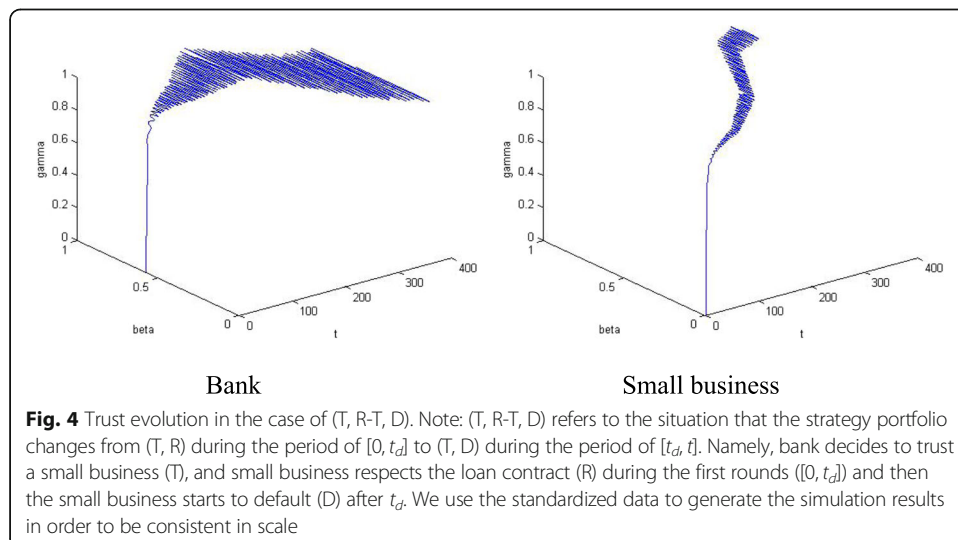 1
0.8
0.6
0.4
0.2
0
gamma
1
0.5
0
beta
0
100
200
300
400
t
Bank
1
0.8
0.6
0.4
0.2
0
gamma
1
0.5
0
beta
0
100
200
300
400
t
Small business
Fig. 4 Trust evolution in the case of (T, R-T, D). Note: (T, R-T, D) refers to the situation that the strategy portfolio
changes from (T, R) during the period of [0, t_d] to (T, D) during the period of [t_d, t]. Namely, bank decides to trust
a small business (T), and small business respects the loan contract (R) during the first rounds ([0, t_d]) and then
the small business starts to default (D) after t_d. We use the standardized data to generate the simulation results
in order to be consistent in scale